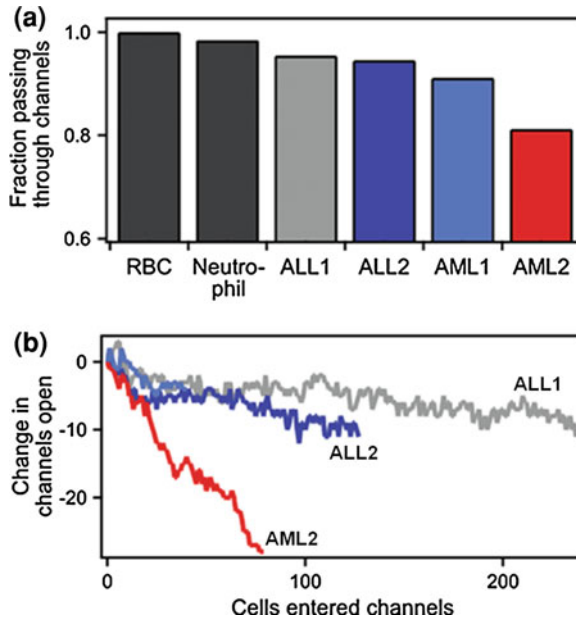 (a)
Fraction passing
through channels
1.0
0.8
0.6
RBC
Neutro-
phil
ALL1
ALL2
AML1
AML2
(b)
Change in
channels open
0
-10
-20
ALL1
ALL2
AML2
0
100
200
Cells entered channels